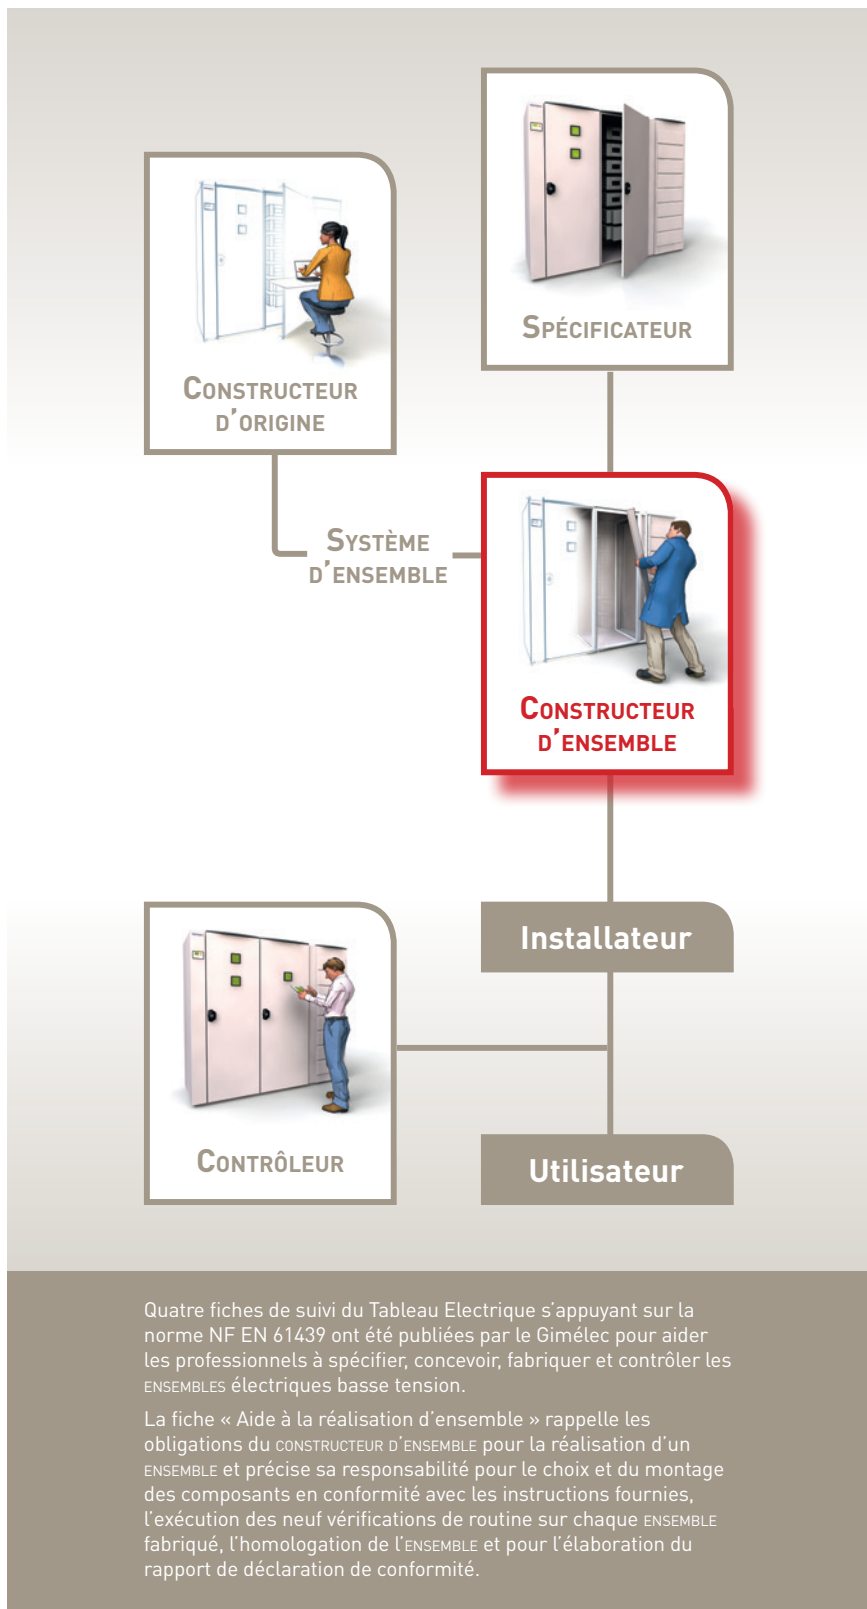 SPÉCIFICATEUR
CONSTRUCTEUR
D'ORIGINE
SYSTÈME
D'ENSEMBLE
CONSTRUCTEUR
D'ENSEMBLE
Installateur
CONTRÔLEUR
Utilisateur
Quatre fiches de suivi du Tableau Electrique s'appuyant sur la
norme NF EN 61439 ont été publiées par le Gimélec pour aider
les professionnels à spécifier, concevoir, fabriquer et contrôler les
ENSEMBLES électriques basse tension.
La fiche « Aide à la réalisation d'ensemble » rappelle les
obligations du CONSTRUCTEUR D'ENSEMBLE pour la réalisation d'un
ENSEMBLE et précise sa responsabilité pour le choix et du montage
des composants en conformité avec les instructions fournies,
l'exécution des neuf vérifications de routine sur chaque ENSEMBLE
fabriqué, l'homologation de l'ENSEMBLE et pour l'élaboration du
rapport de déclaration de conformité.